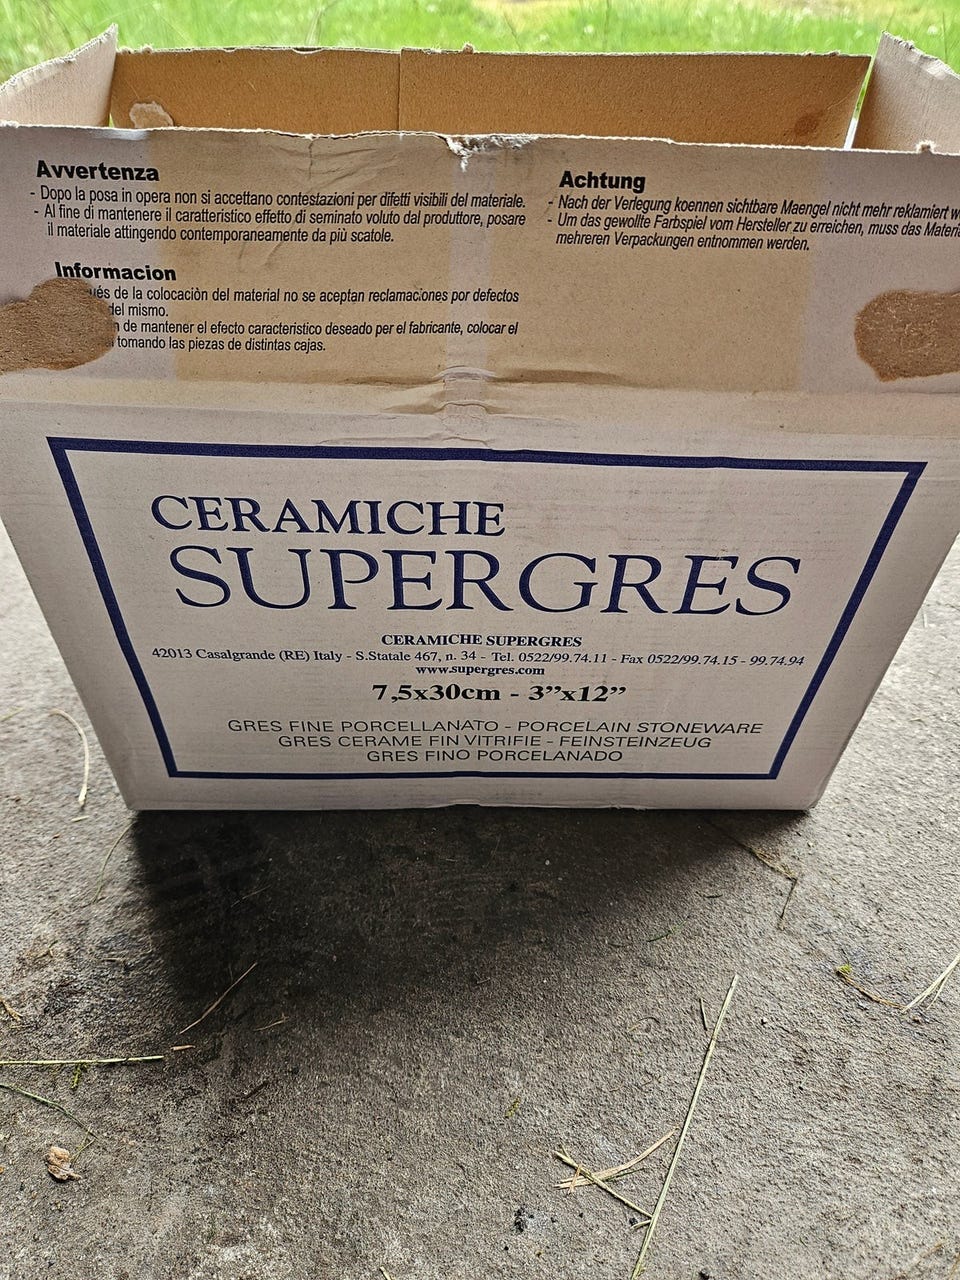 Avvertenza
- Dopo la posa in opera non si accettano contestazioni per difetti visibili del materiale.
- Al fine di mantenere il caratteristico effetto di seminato voluto dal produttore, posare
il materiale attingendo contemporaneamente da più scatole.
Informacion
ués de la colocaciòn del material no se aceptan reclamaciones por defectos
del mismo.
de mantener el efecto caracteristico deseado per el fabricante, colocar el
tomando las piezas de distintas cajas.
Achtung
- Nach der Verlegung koennen sichtbare Maengel nicht mehr reklamiert
- Um das gewollte Farbspiel vom Hersteller zu erreichen, muss das
mehreren Verpackungen entnommen werden.
CERAMICHE
SUPERGRES
CERAMICHE SUPERGRES
42013 Casalgrande (RE) Italy - S.Statale 467, n. 34 - Tel. 0522/99.74.11 - Fax 0522/99.74.15 - 99.74.94
www.supergres.com
7,5x30cm - 3”x12”
GRES FINE PORCELLANATO - PORCELAIN STONEWARE
GRES CERAME FIN VITRIFIE - FEINSTEINZEUG
GRES FINO PORCELANADO